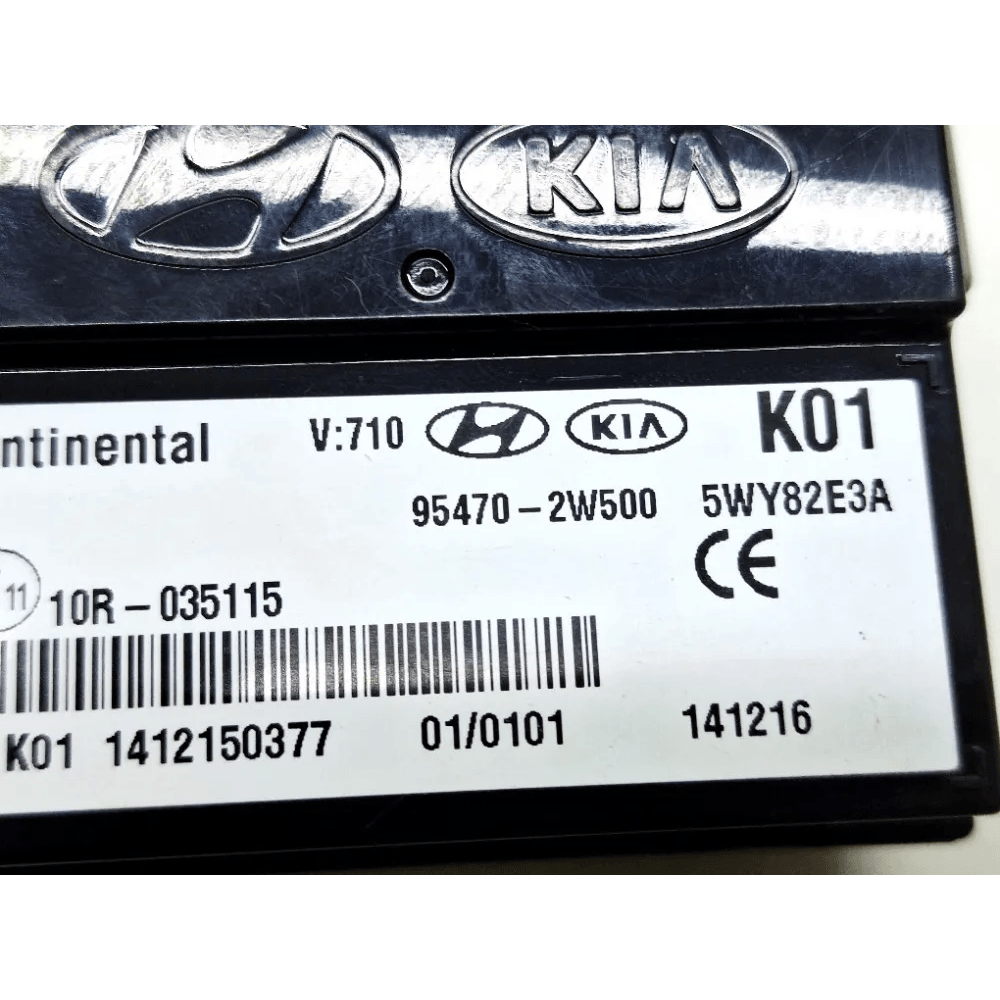 KIA
ntinental V:710 KIA K01
95470-2W500 5WY82E3A
CE
11 10R-035115
K01 1412150377 01/0101 141216